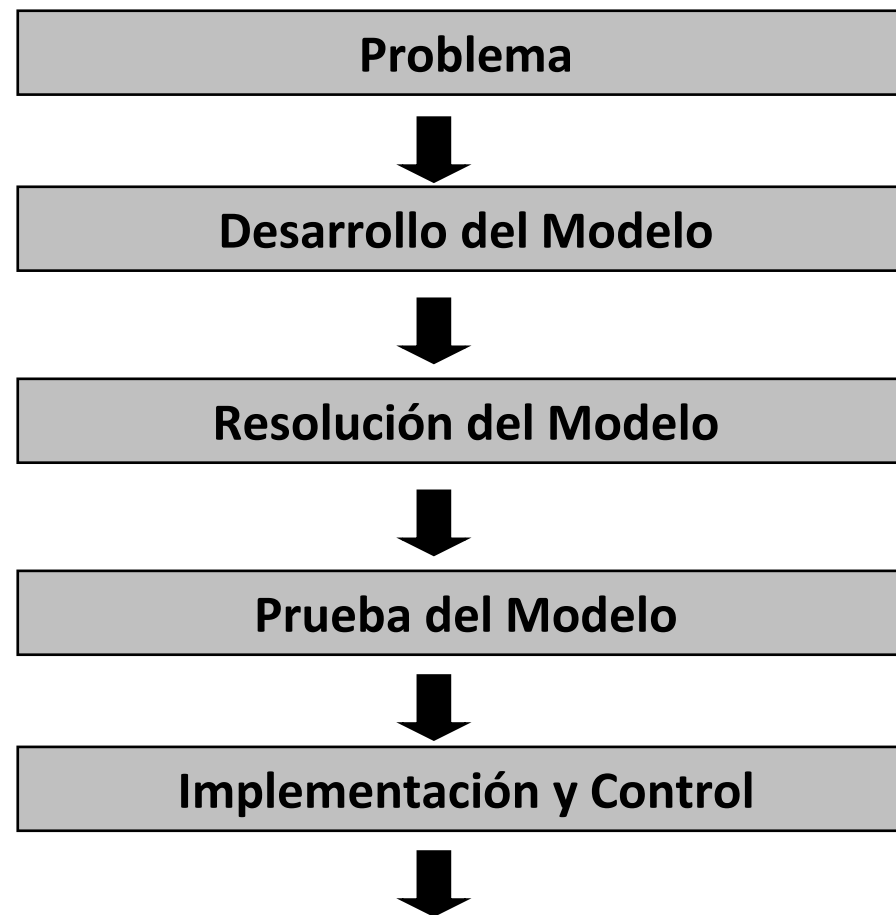 Problema
Desarrollo del Modelo
Resolución del Modelo
Prueba del Modelo
Implementación y Control